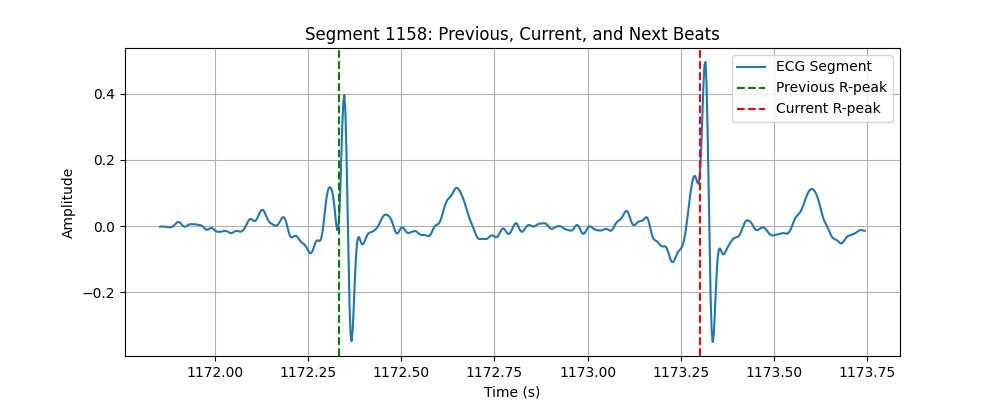 Segment 1158: Previous, Current, and Next Beats
ECG Segment
Previous R-peak
Current R-peak
0.4
0.2
0.0
−0.2
Amplitude
1172.00 1172.25 1172.50 1172.75 1173.00 1173.25 1173.50 1173.75
Time (s)